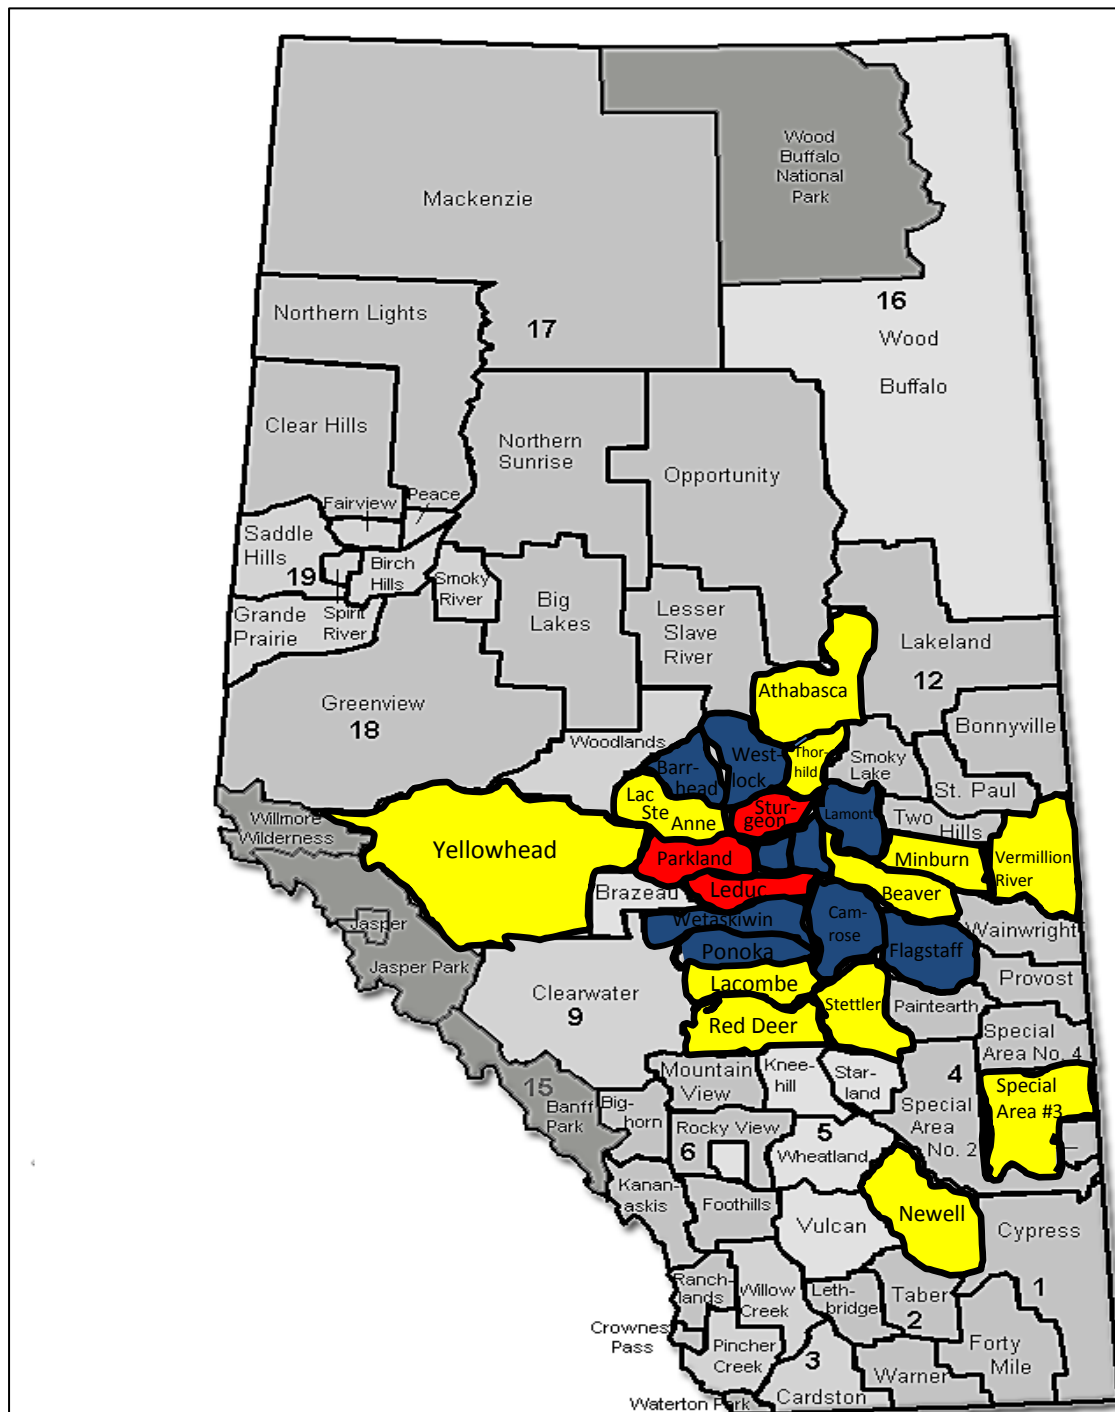 Wood
Buffalo
National
Park
Mackenzie
16
Northern Lights
17
Wood
Buffalo
Clear Hills
Northern
Sunrise
Opportunity
Fairview
Peace
Saddle
Hills
19
Birch
Hills
Smoky
River
Big
Lakes
Lesser
Slave
River
Grande
Prairie
Spirit
River
Lakeland
12
Athabasca
Greenview
18
Bonnyville
Woodlands
West-
lock
Thor-
hild
Smoky
Lake
Barr-
head
St. Paul
Lac
Ste
Anne
Stur-
geon
Lamont
Two
Hills
Willmore
Wilderness
Yellowhead
Parkland
Minburn
Vermillion
River
Brazeau
Leduc
Beaver
Wetaskiwin
Cam-
rose
Wainwright
Jasper
Ponoka
Flagstaff
Jasper Park
Lacombe
Provost
Clearwater
9
Stettler
Paintearth
Red Deer
Special
Area No. 4
Mountain
View
Knee-
hill
Star-
land
4
Special
Area #3
15
Banff
Park
Big-
horn
Special
Area
No. 2
Rocky View
6
5
Wheatland
Kanan-
askis
Foothills
Vulcan
Newell
Cypress
1
Ranch-
lands
Willow
Creek
Leth-
bridge
Taber
2
Crownest
Pass
Pincher
Creek
3
Forty
Mile
Warner
Cardston
Waterton Park